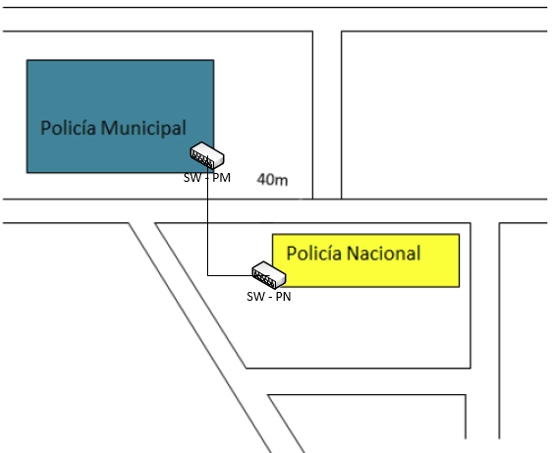 Policía Municipal
SW - PM
40m
Policía Nacional
SW - PN